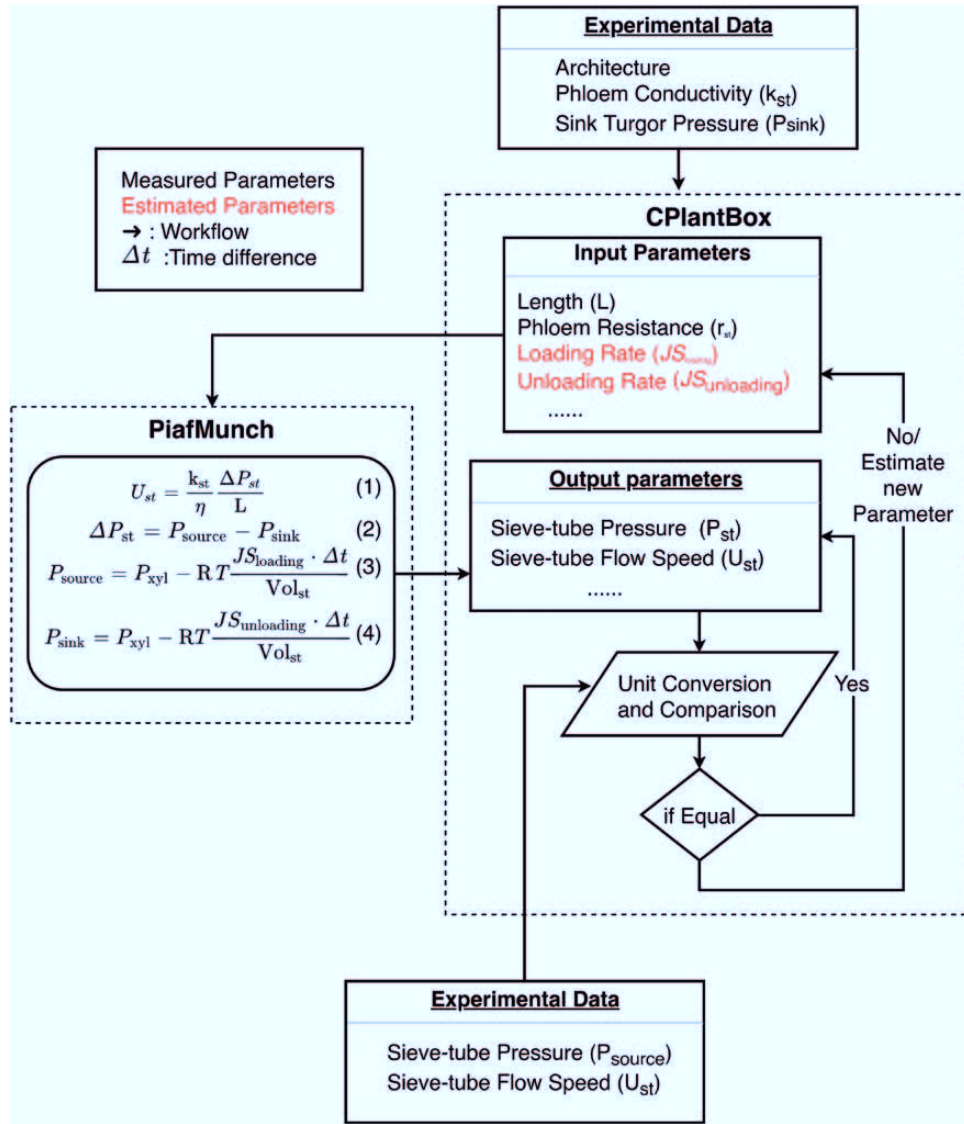 Experimental Data
Architecture
Phloem Conductivity (k_st)
Sink Turgor Pressure (P_sink)
Measured Parameters
Estimated Parameters
➔ : Workflow
Δt :Time difference
CPlantBox
Input Parameters
Length (L)
Phloem Resistance (r_st)
Loading Rate (JS_loading)
Unloading Rate (JS_unloading)
......
PiafMunch
U_st = k_st/η ΔP_st/L (1)
ΔP_st = P_source − P_sink (2)
P_source = P_xyl − RT JS_loading · Δt/Vol_st (3)
P_sink = P_xyl − RT JS_unloading · Δt/Vol_st (4)
Output parameters
Sieve-tube Pressure (P_st)
Sieve-tube Flow Speed (U_st)
......
No/
Estimate
new
Parameter
Unit Conversion
and Comparison
Yes
if Equal
Experimental Data
Sieve-tube Pressure (P_source)
Sieve-tube Flow Speed (U_st)